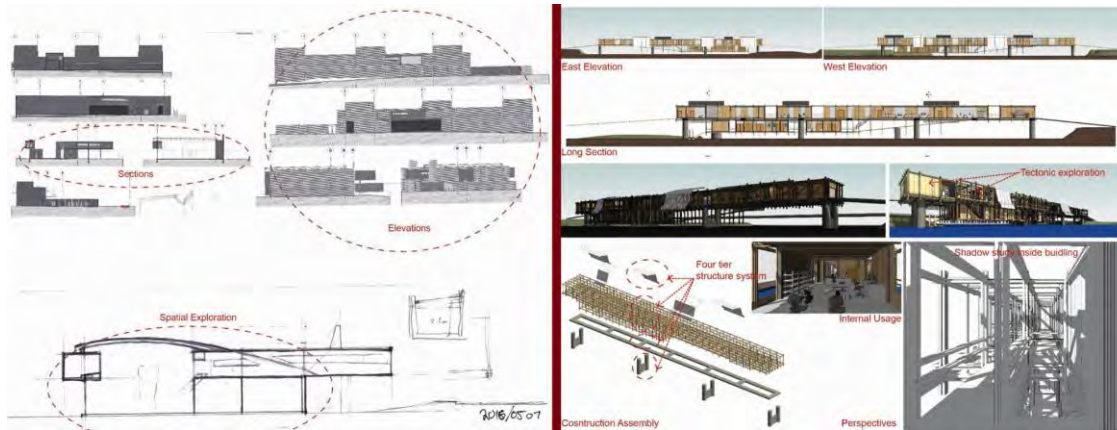 Sections
Elevations
Spatial Exploration
2018/05 07
East Elevation
West Elevation
Long Section
Tectonic exploration
Four tier
structure system
Shadow study inside buidling
Internal Usage
Cosntruction Assembly
Perspectives